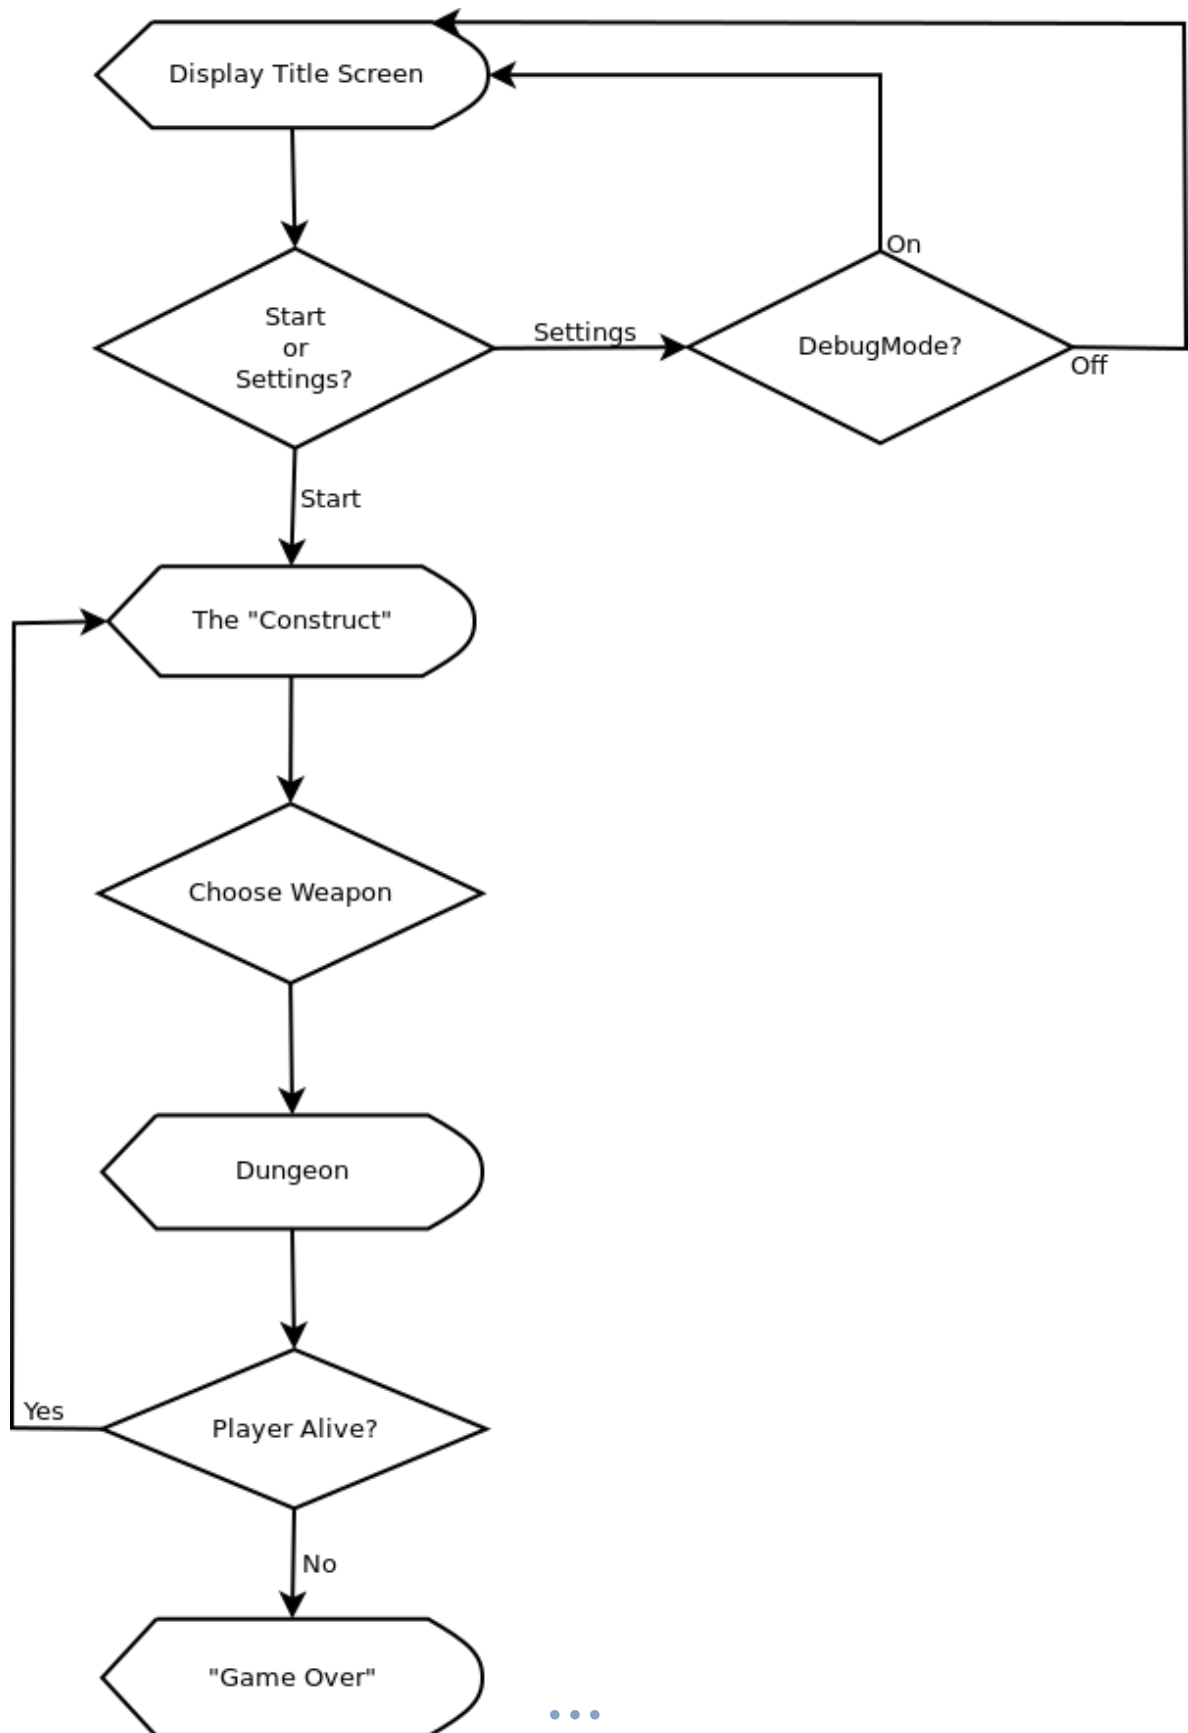 Display Title Screen
On
Start
or
Settings?
Settings
DebugMode?
Off
Start
The "Construct"
Choose Weapon
Dungeon
Yes
Player Alive?
No
"Game Over"